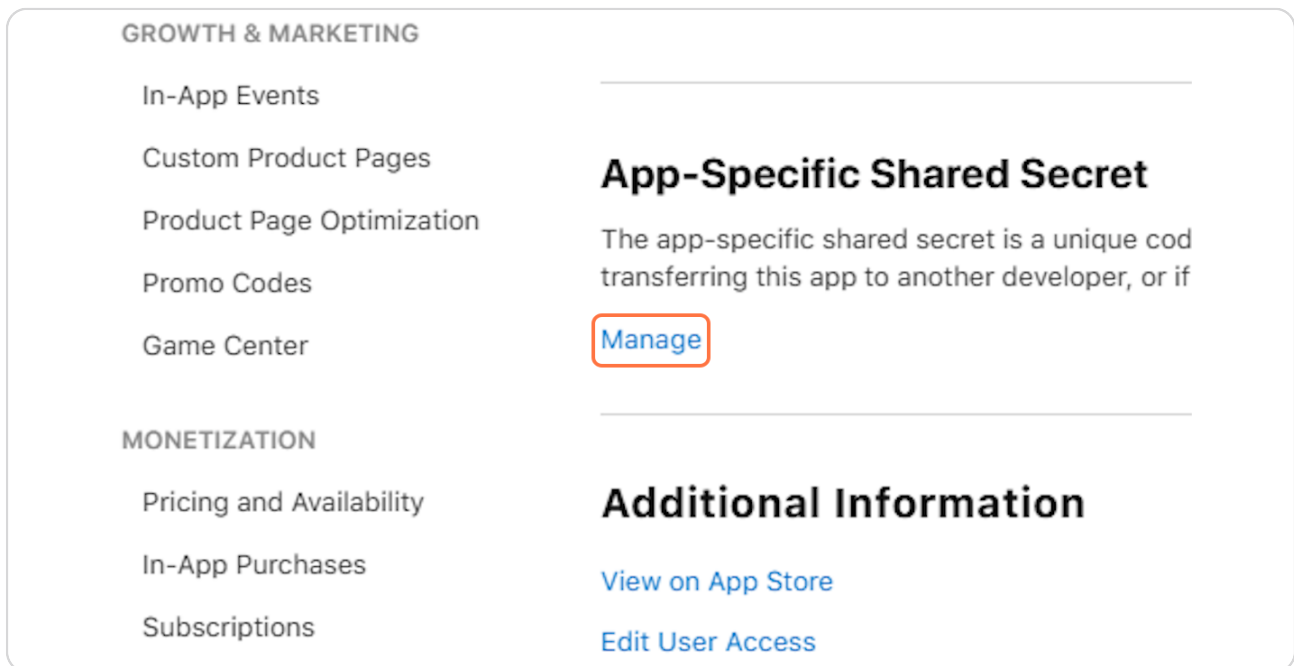 GROWTH & MARKETING
In-App Events
Custom Product Pages
Product Page Optimization
Promo Codes
Game Center
MONETIZATION
Pricing and Availability
In-App Purchases
Subscriptions
App-Specific Shared Secret
The app-specific shared secret is a unique cod
transferring this app to another developer, or if
Manage
Additional Information
View on App Store
Edit User Access